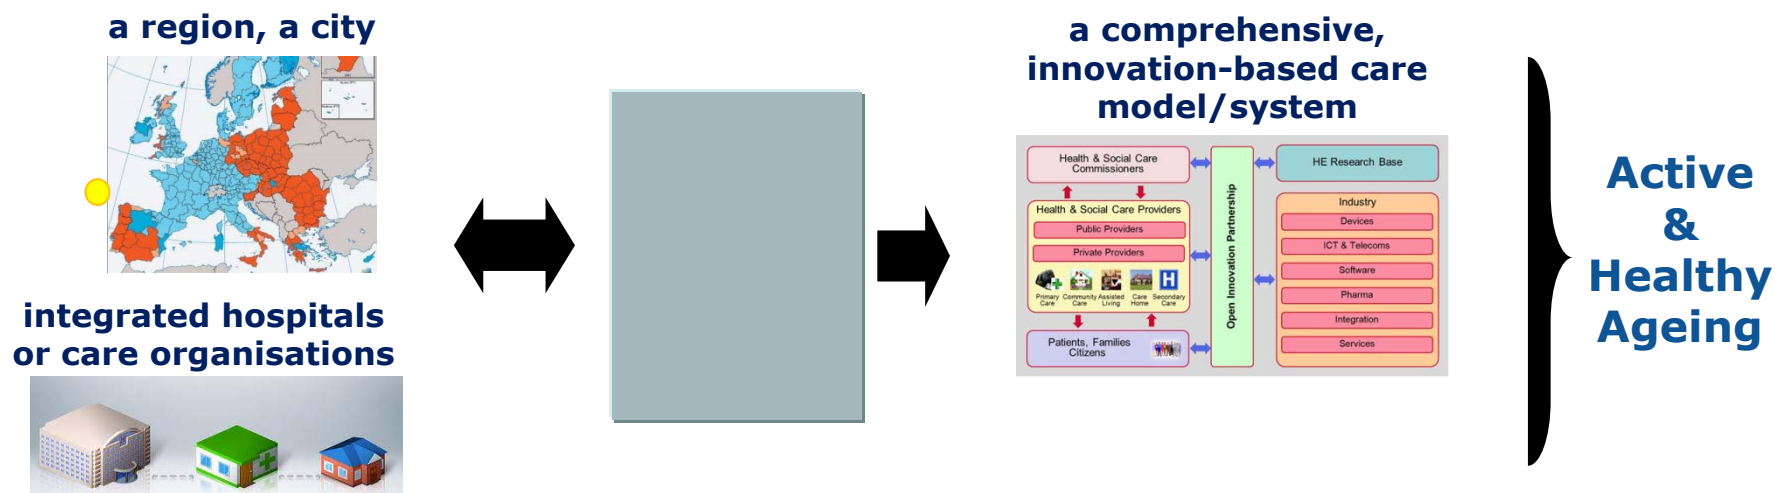 a region, a city
integrated hospitals
or care organisations
a comprehensive,
innovation-based care
model/system
Health & Social Care
Commissioners
Health & Social Care Providers
Public Providers
Private Providers
H
Primary Care
Community Care
Assisted Living
Care Home
Secondary Care
Patients, Families
Citizens
Open Innovation Partnership
HE Research Base
Industry
Devices
ICT & Telecoms
Software
Pharma
Integration
Services
Active
&
Healthy
Ageing